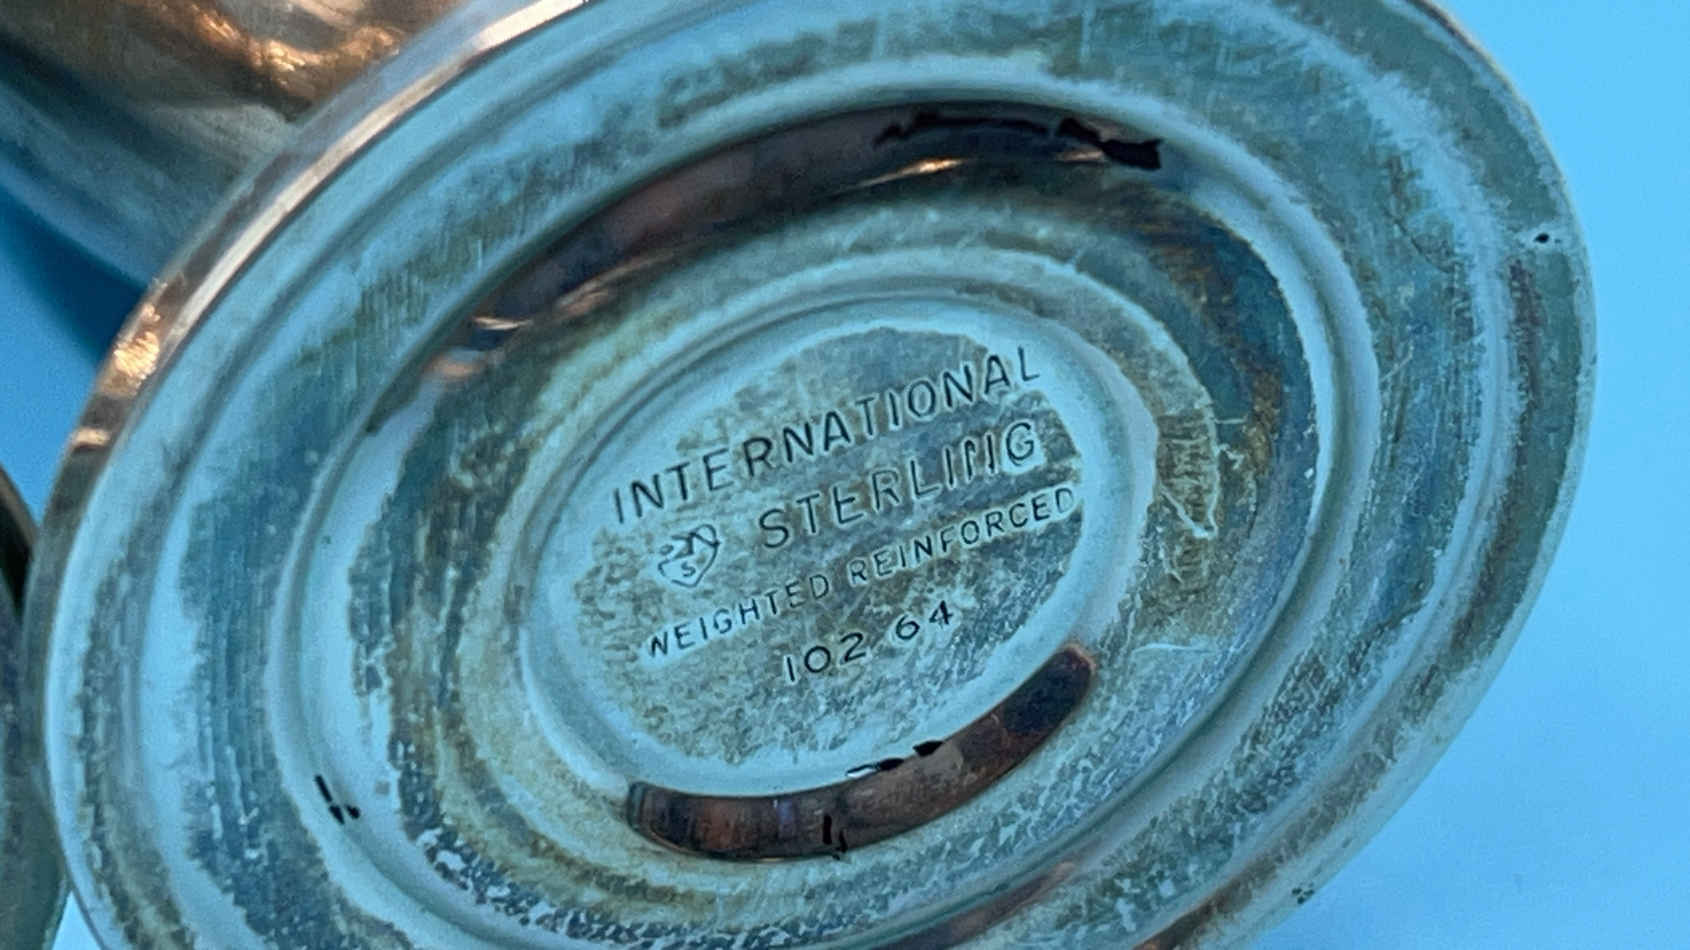 INTERNATIONAL
S STERLING
WEIGHTED REINFORCED
102 64